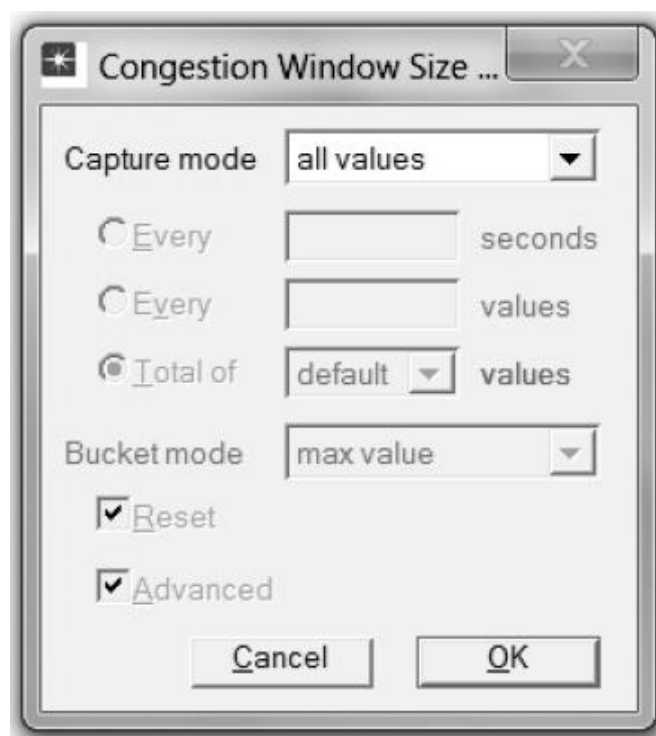 Congestion Window Size ...
Capture mode all values
Every seconds
Every values
Total of default values
Bucket mode max value
Reset
Advanced
Cancel OK